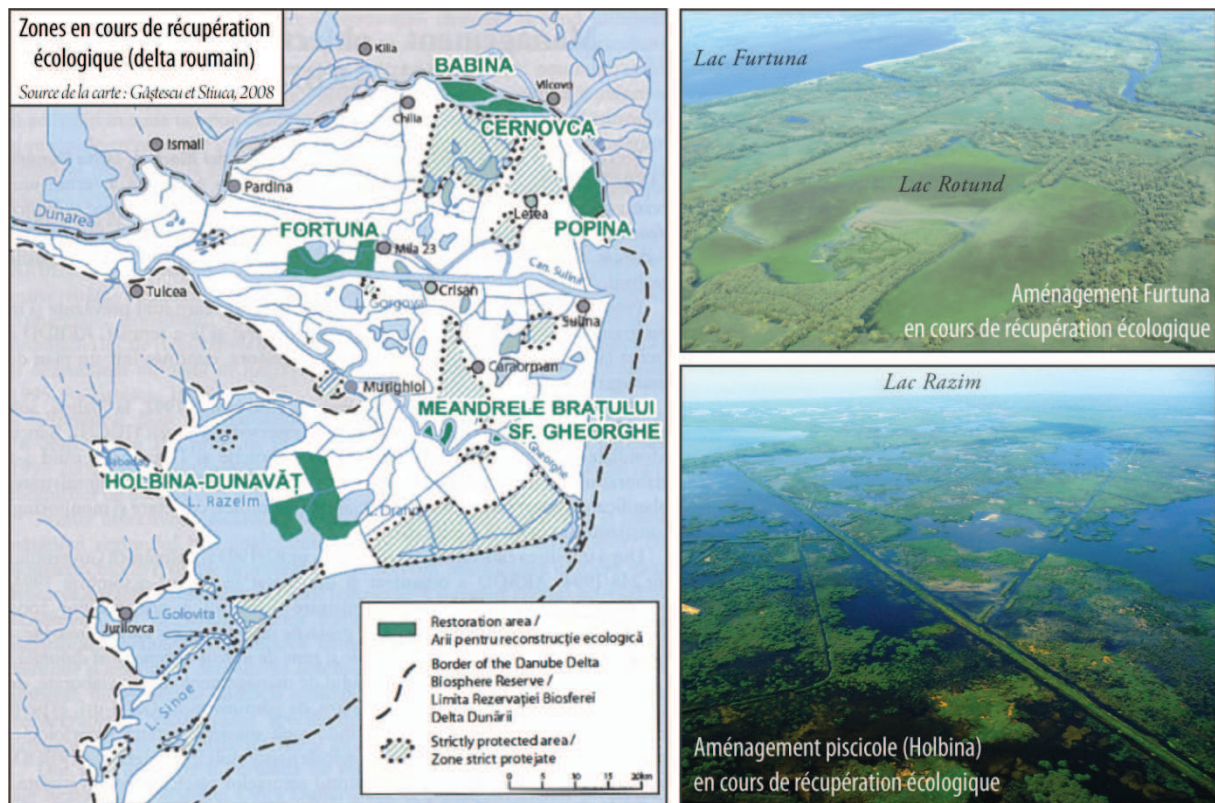 Zones en cours de récupération
écologique (delta roumain)
Source de la carte : Găştescu et Stiuca, 2008
Kilia
BABINA
Vilcovo
Chilia
CERNOVCA
Ismail
Pardina
Dunarea
Letea
FORTUNA
POPINA
Mila 23
Can. Sulina
Tulcea
Crisan
L. Gorgova
Sulina
Caraorman
Murighiol
MEANDRELE BRAŢULUI
SF. GHEORGHE
Gheorghe
HOLBINA-DUNAVĂŢ
L. Razelm
L. Dranov
L. Golovita
Jurilovca
L. Sinoe
Restoration area /
Arii pentru reconstrucţie ecologică
Border of the Danube Delta
Biosphere Reserve /
Limita Rezervaţiei Biosferei
Delta Dunării
Strictly protected area /
Zone strict protejate
0 5 10 15 20km
Lac Furtuna
Lac Rotund
Aménagement Furtuna
en cours de récupération écologique
Lac Razim
Aménagement piscicole (Holbina)
en cours de récupération écologique